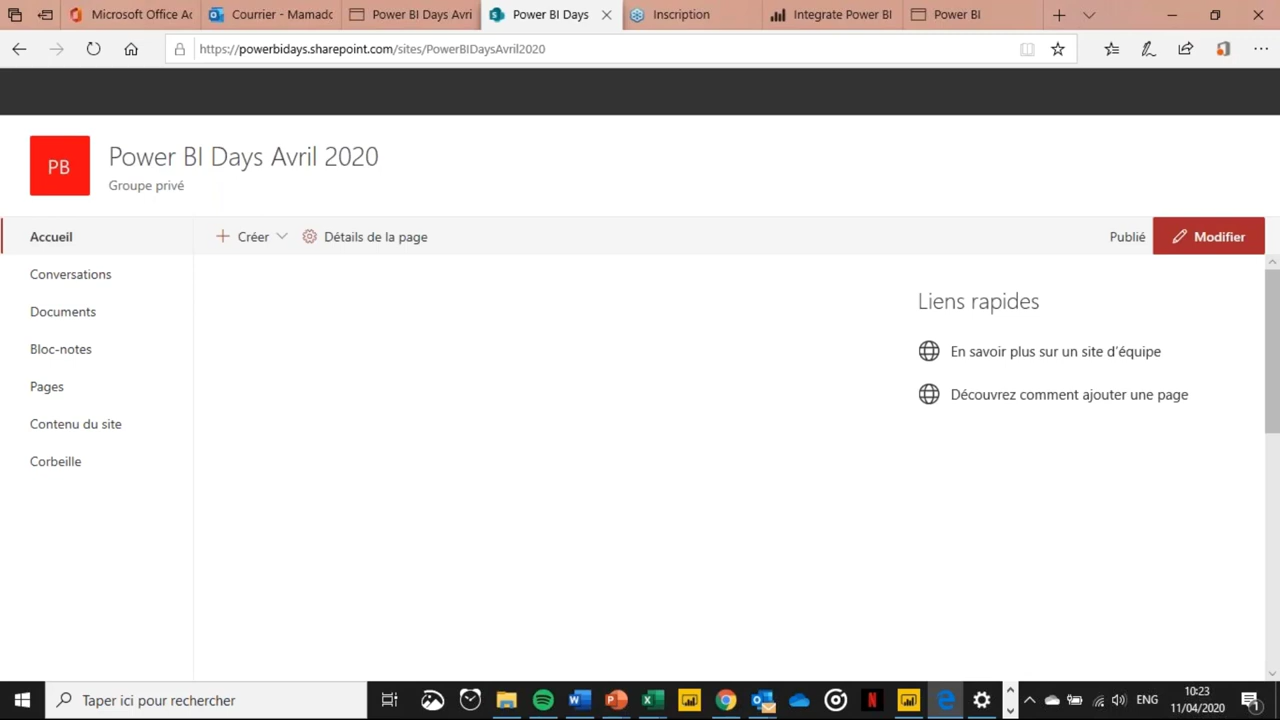 Microsoft Office Ac
Courrier - Mamado
Power BI Days Avri
Power BI Days
Inscription
Integrate Power BI
Power BI
https://powerbidays.sharepoint.com/sites/PowerBIDaysAvril2020
PB
Power BI Days Avril 2020
Groupe privé
Accueil
Créer
Détails de la page
Publié
Modifier
Conversations
Documents
Bloc-notes
Pages
Contenu du site
Corbeille
Liens rapides
En savoir plus sur un site d'équipe
Découvrez comment ajouter une page
Taper ici pour rechercher
ENG
10:23
11/04/2020
1